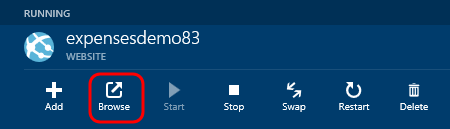 RUNNING
expensesdemo83
WEBSITE
Add Browse Start Stop Swap Restart Delete